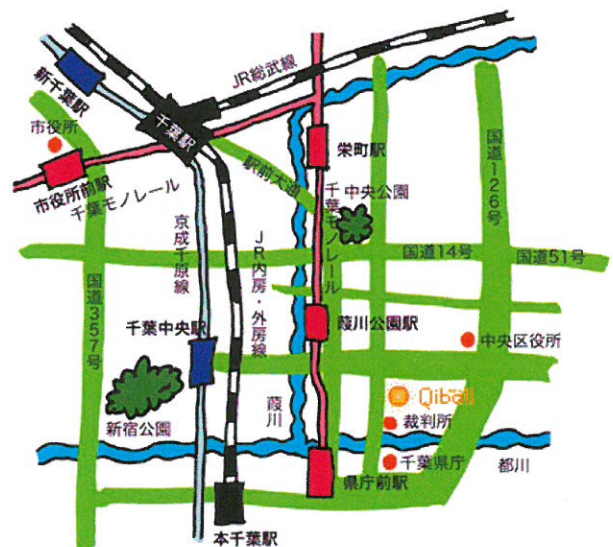 JR総武線
新千葉駅
千葉駅
市役所
栄町駅
駅前大通
中央公園
国道126号
市役所前駅
千葉モノレール
千葉モノレール
京成千原線
JR内房・外房線
国道14号
国道51号
国道357号
千葉中央駅
葭川公園駅
中央区役所
新宿公園
葭川
Qiball
裁判所
千葉県庁
都川
県庁前駅
本千葉駅